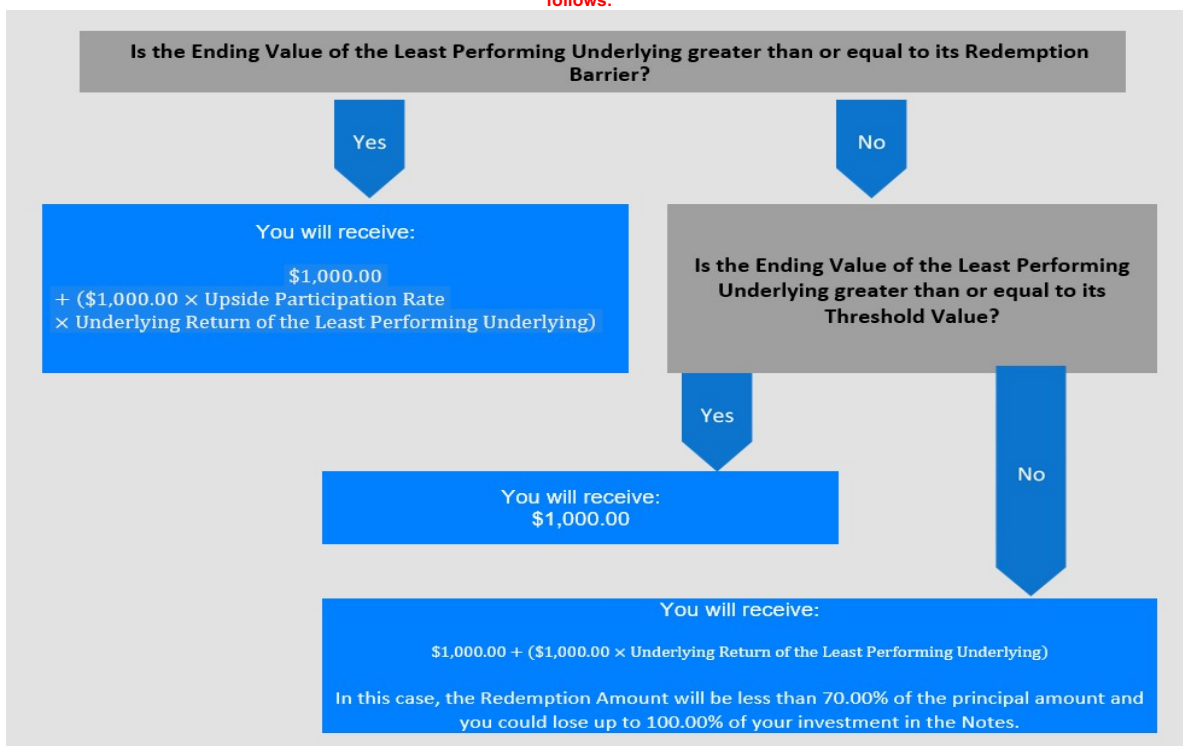 follows:
Is the Ending Value of the Least Performing Underlying greater than or equal to its Redemption
Barrier?
Yes
No
You will receive:
$1,000.00
+ ($1,000.00 × Upside Participation Rate
× Underlying Return of the Least Performing Underlying)
Is the Ending Value of the Least Performing
Underlying greater than or equal to its
Threshold Value?
Yes
No
You will receive:
$1,000.00
You will receive:
$1,000.00 + ($1,000.00 × Underlying Return of the Least Performing Underlying)
In this case, the Redemption Amount will be less than 70.00% of the principal amount and
you could lose up to 100.00% of your investment in the Notes.